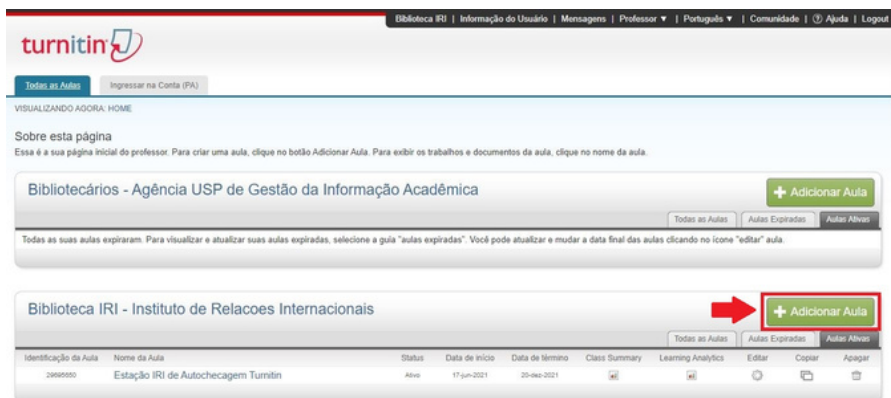 Biblioteca IRI | Informação do Usuário | Mensagens | Professor ▼ | Português ▼ | Comunidade | ? Ajuda | Logout
turnitin
Todas as Aulas Ingressar na Conta (PA)
VISUALIZANDO AGORA: HOME
Sobre esta página
Essa é a sua página inicial do professor. Para criar uma aula, clique no botão Adicionar Aula. Para exibir os trabalhos e documentos da aula, clique no nome da aula.
Bibliotecários - Agência USP de Gestão da Informação Acadêmica + Adicionar Aula
Todas as Aulas Aulas Expiradas Aulas Ativas
Todas as suas aulas expiraram. Para visualizar e atualizar suas aulas expiradas, selecione a guia "aulas expiradas". Você pode atualizar e mudar a data final das aulas clicando no ícone "editar" aula.
Biblioteca IRI - Instituto de Relacoes Internacionais + Adicionar Aula
Todas as Aulas Aulas Expiradas Aulas Ativas
Identificação da Aula Nome da Aula Status Data de início Data de término Class Summary Learning Analytics Editar Copiar Apagar
Estação IRI de Autochecagem Turnitin Ativo 17-jun-2021 20-dez-2021